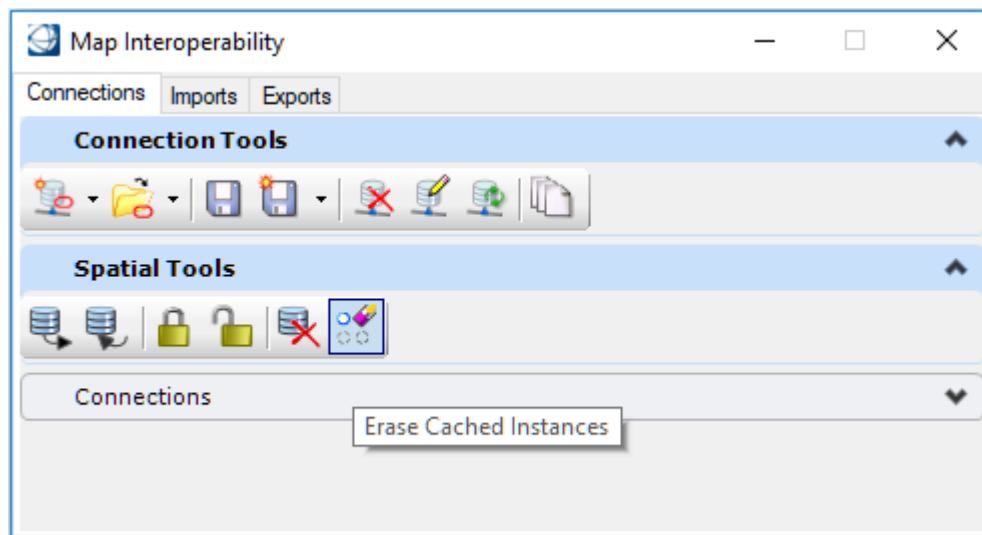 Map Interoperability
Connections Imports Exports
Connection Tools
Spatial Tools
Connections
Erase Cached Instances